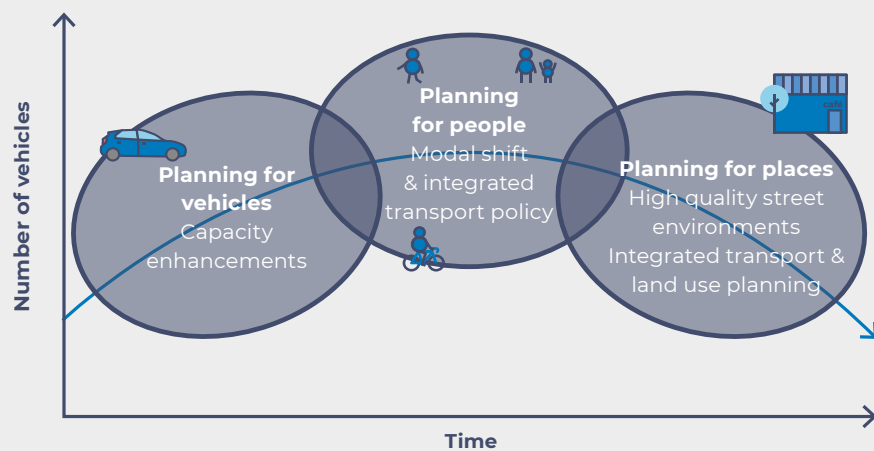 Number of vehicles
Planning for
vehicles
Capacity
enhancements
Planning
for people
Modal shift
& integrated
transport policy
Planning for places
High quality street
environments
Integrated transport &
land use planning
café
Time